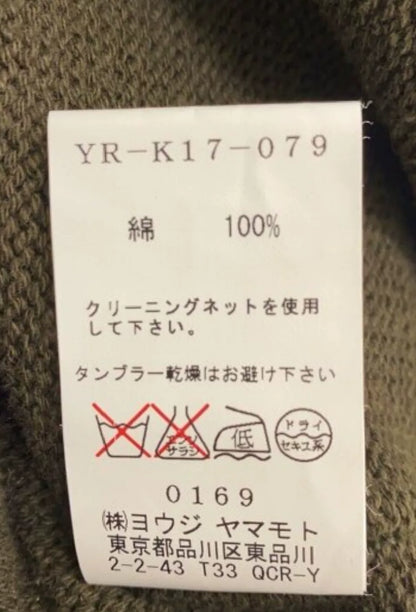 YR-K17-079
綿 100%
クリーニングネットを使用
して下さい。
タンブラー乾燥はお避け下さい
エンソ
サラシ
低
ドライ
セキユ系
0169
㈱ヨウジ ヤマモト
東京都品川区東品川
2-2-43 T33 QCR-Y